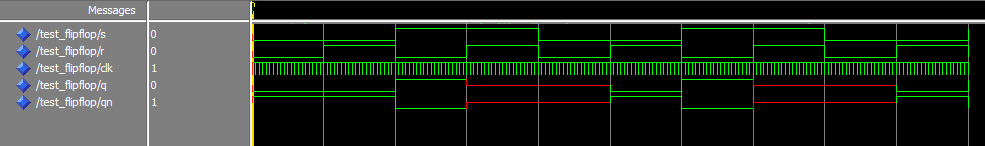 Messages
/test_flipflop/s 0
/test_flipflop/r 0
/test_flipflop/clk 1
/test_flipflop/q 0
/test_flipflop/qn 1